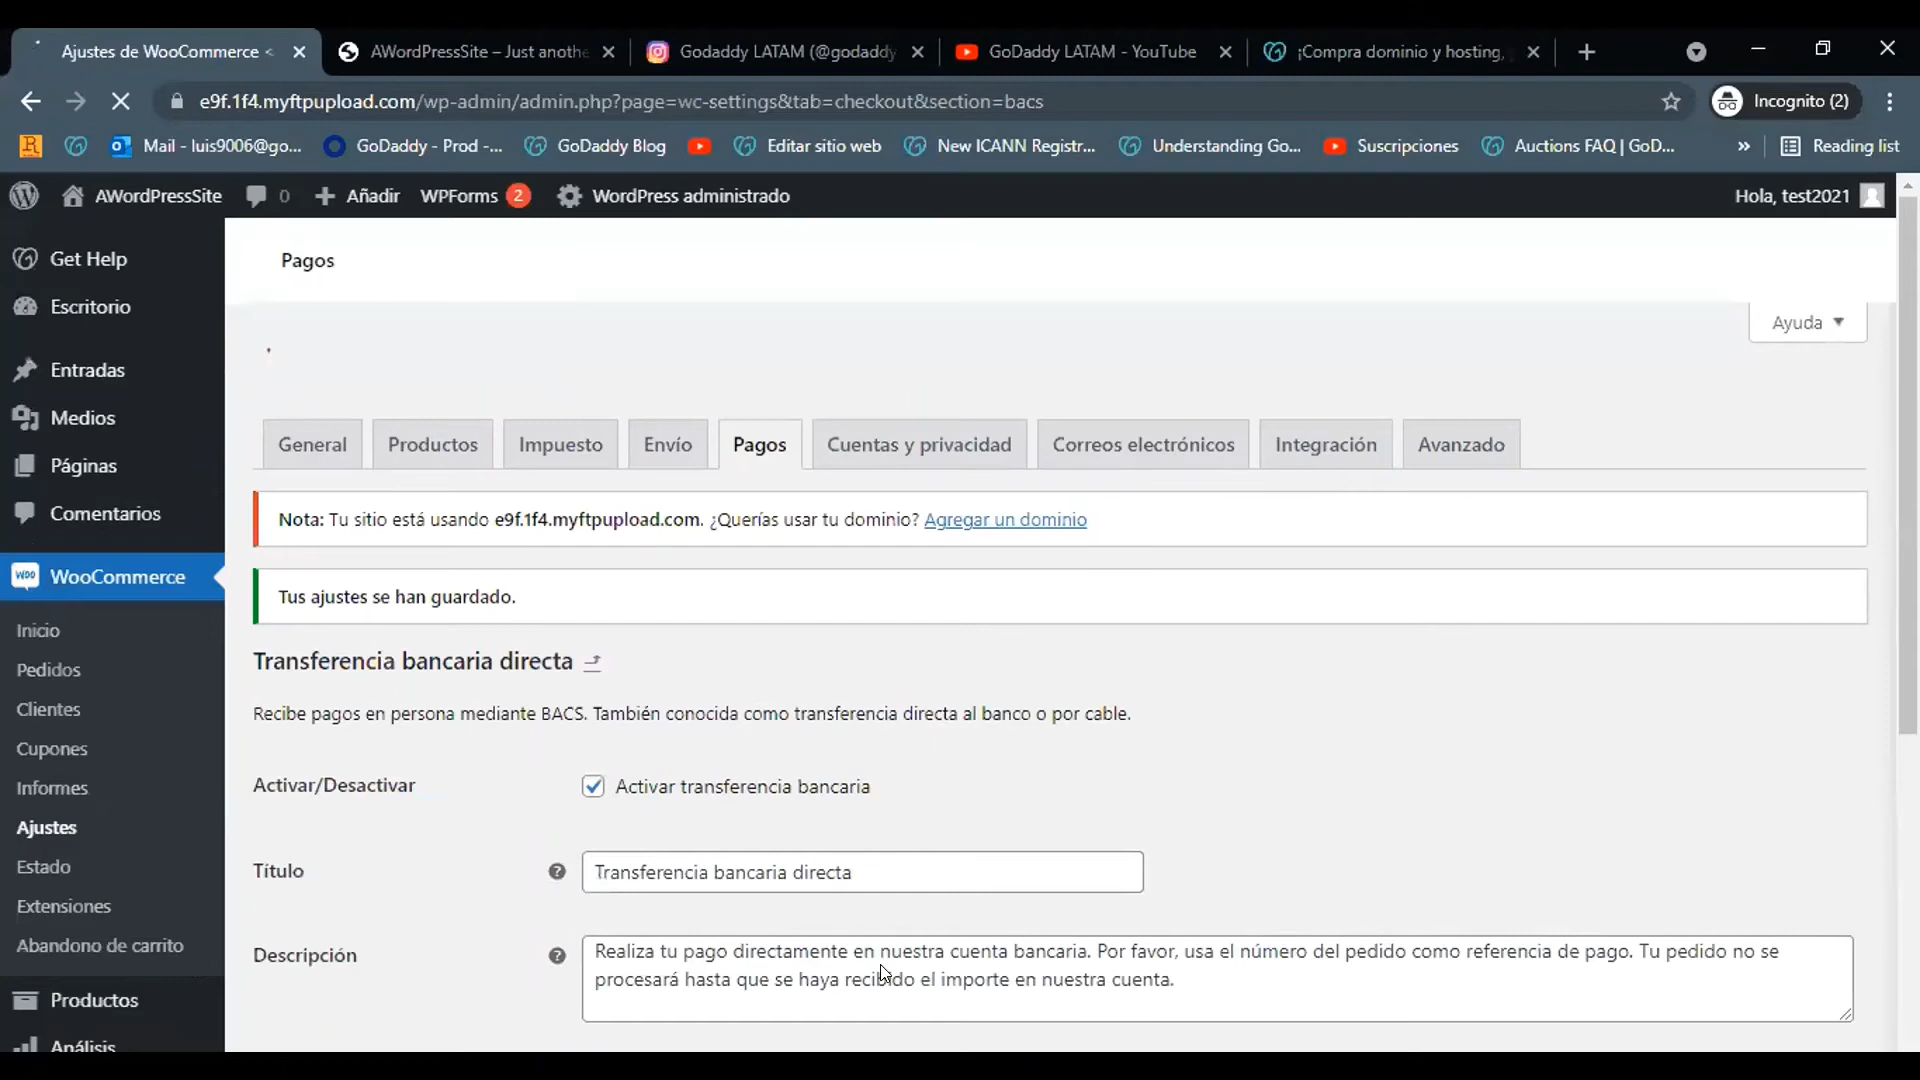 Ajustes de WooCommerce <
AWordPressSite – Just anothe
Godaddy LATAM (@godaddy
GoDaddy LATAM - YouTube
¡Compra dominio y hosting,
e9f.1f4.myftpupload.com/wp-admin/admin.php?page=wc-settings&tab=checkout&section=bacs
Incognito (2)
Mail - luis9006@go...
GoDaddy - Prod -...
GoDaddy Blog
Editar sitio web
New ICANN Registr...
Understanding Go...
Suscripciones
Auctions FAQ | GoD...
»
Reading list
AWordPressSite
0
Añadir
WPForms 2
WordPress administrado
Hola, test2021
Get Help
Escritorio
Entradas
Medios
Páginas
Comentarios
WooCommerce
Inicio
Pedidos
Clientes
Cupones
Informes
Ajustes
Estado
Extensiones
Abandono de carrito
Productos
Análisis
Pagos
Ayuda
General
Productos
Impuesto
Envío
Pagos
Cuentas y privacidad
Correos electrónicos
Integración
Avanzado
Nota: Tu sitio está usando e9f.1f4.myftpupload.com. ¿Querías usar tu dominio? Agregar un dominio
Tus ajustes se han guardado.
Transferencia bancaria directa
Recibe pagos en persona mediante BACS. También conocida como transferencia directa al banco o por cable.
Activar/Desactivar
Activar transferencia bancaria
Título
Transferencia bancaria directa
Descripción
Realiza tu pago directamente en nuestra cuenta bancaria. Por favor, usa el número del pedido como referencia de pago. Tu pedido no se
procesará hasta que se haya recibido el importe en nuestra cuenta.